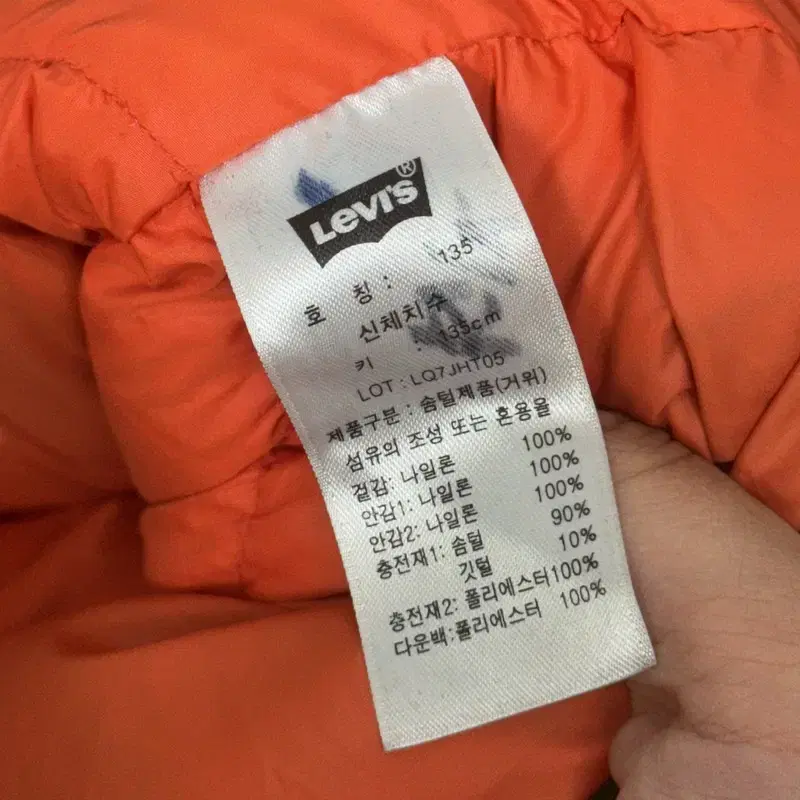 LEVI'S®
호 칭 : 135
신체치수
키 : 135cm
LOT : LQ7JHT05
제품구분 : 솜털제품(거위)
섬유의 조성 또는 혼용율
겉감: 나일론 100%
안감1: 나일론 100%
안감2: 나일론 100%
충전재1: 솜털 90%
깃털 10%
충전재2: 폴리에스터 100%
다운백:폴리에스터 100%